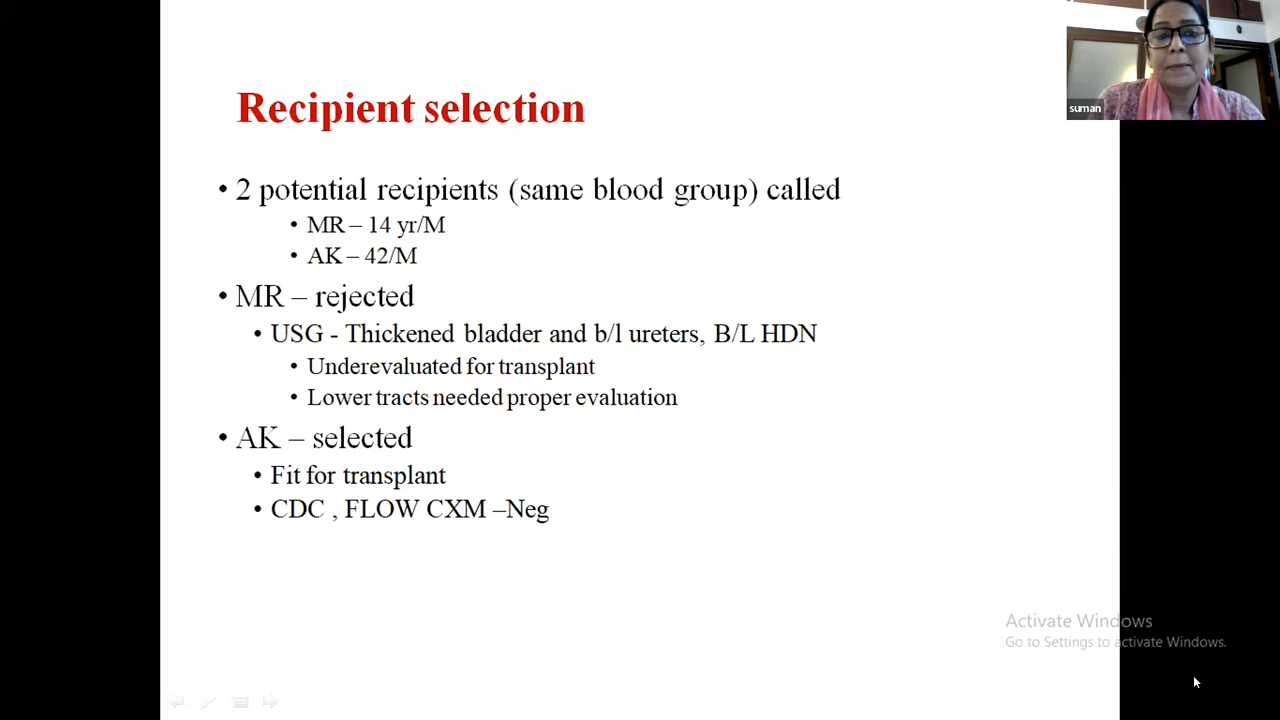 suman
Recipient selection
• 2 potential recipients (same blood group) called
• MR – 14 yr/M
• AK – 42/M
• MR – rejected
• USG - Thickened bladder and b/l ureters, B/L HDN
• Underevaluated for transplant
• Lower tracts needed proper evaluation
• AK – selected
• Fit for transplant
• CDC , FLOW CXM –Neg
Activate Windows
Go to Settings to activate Windows.